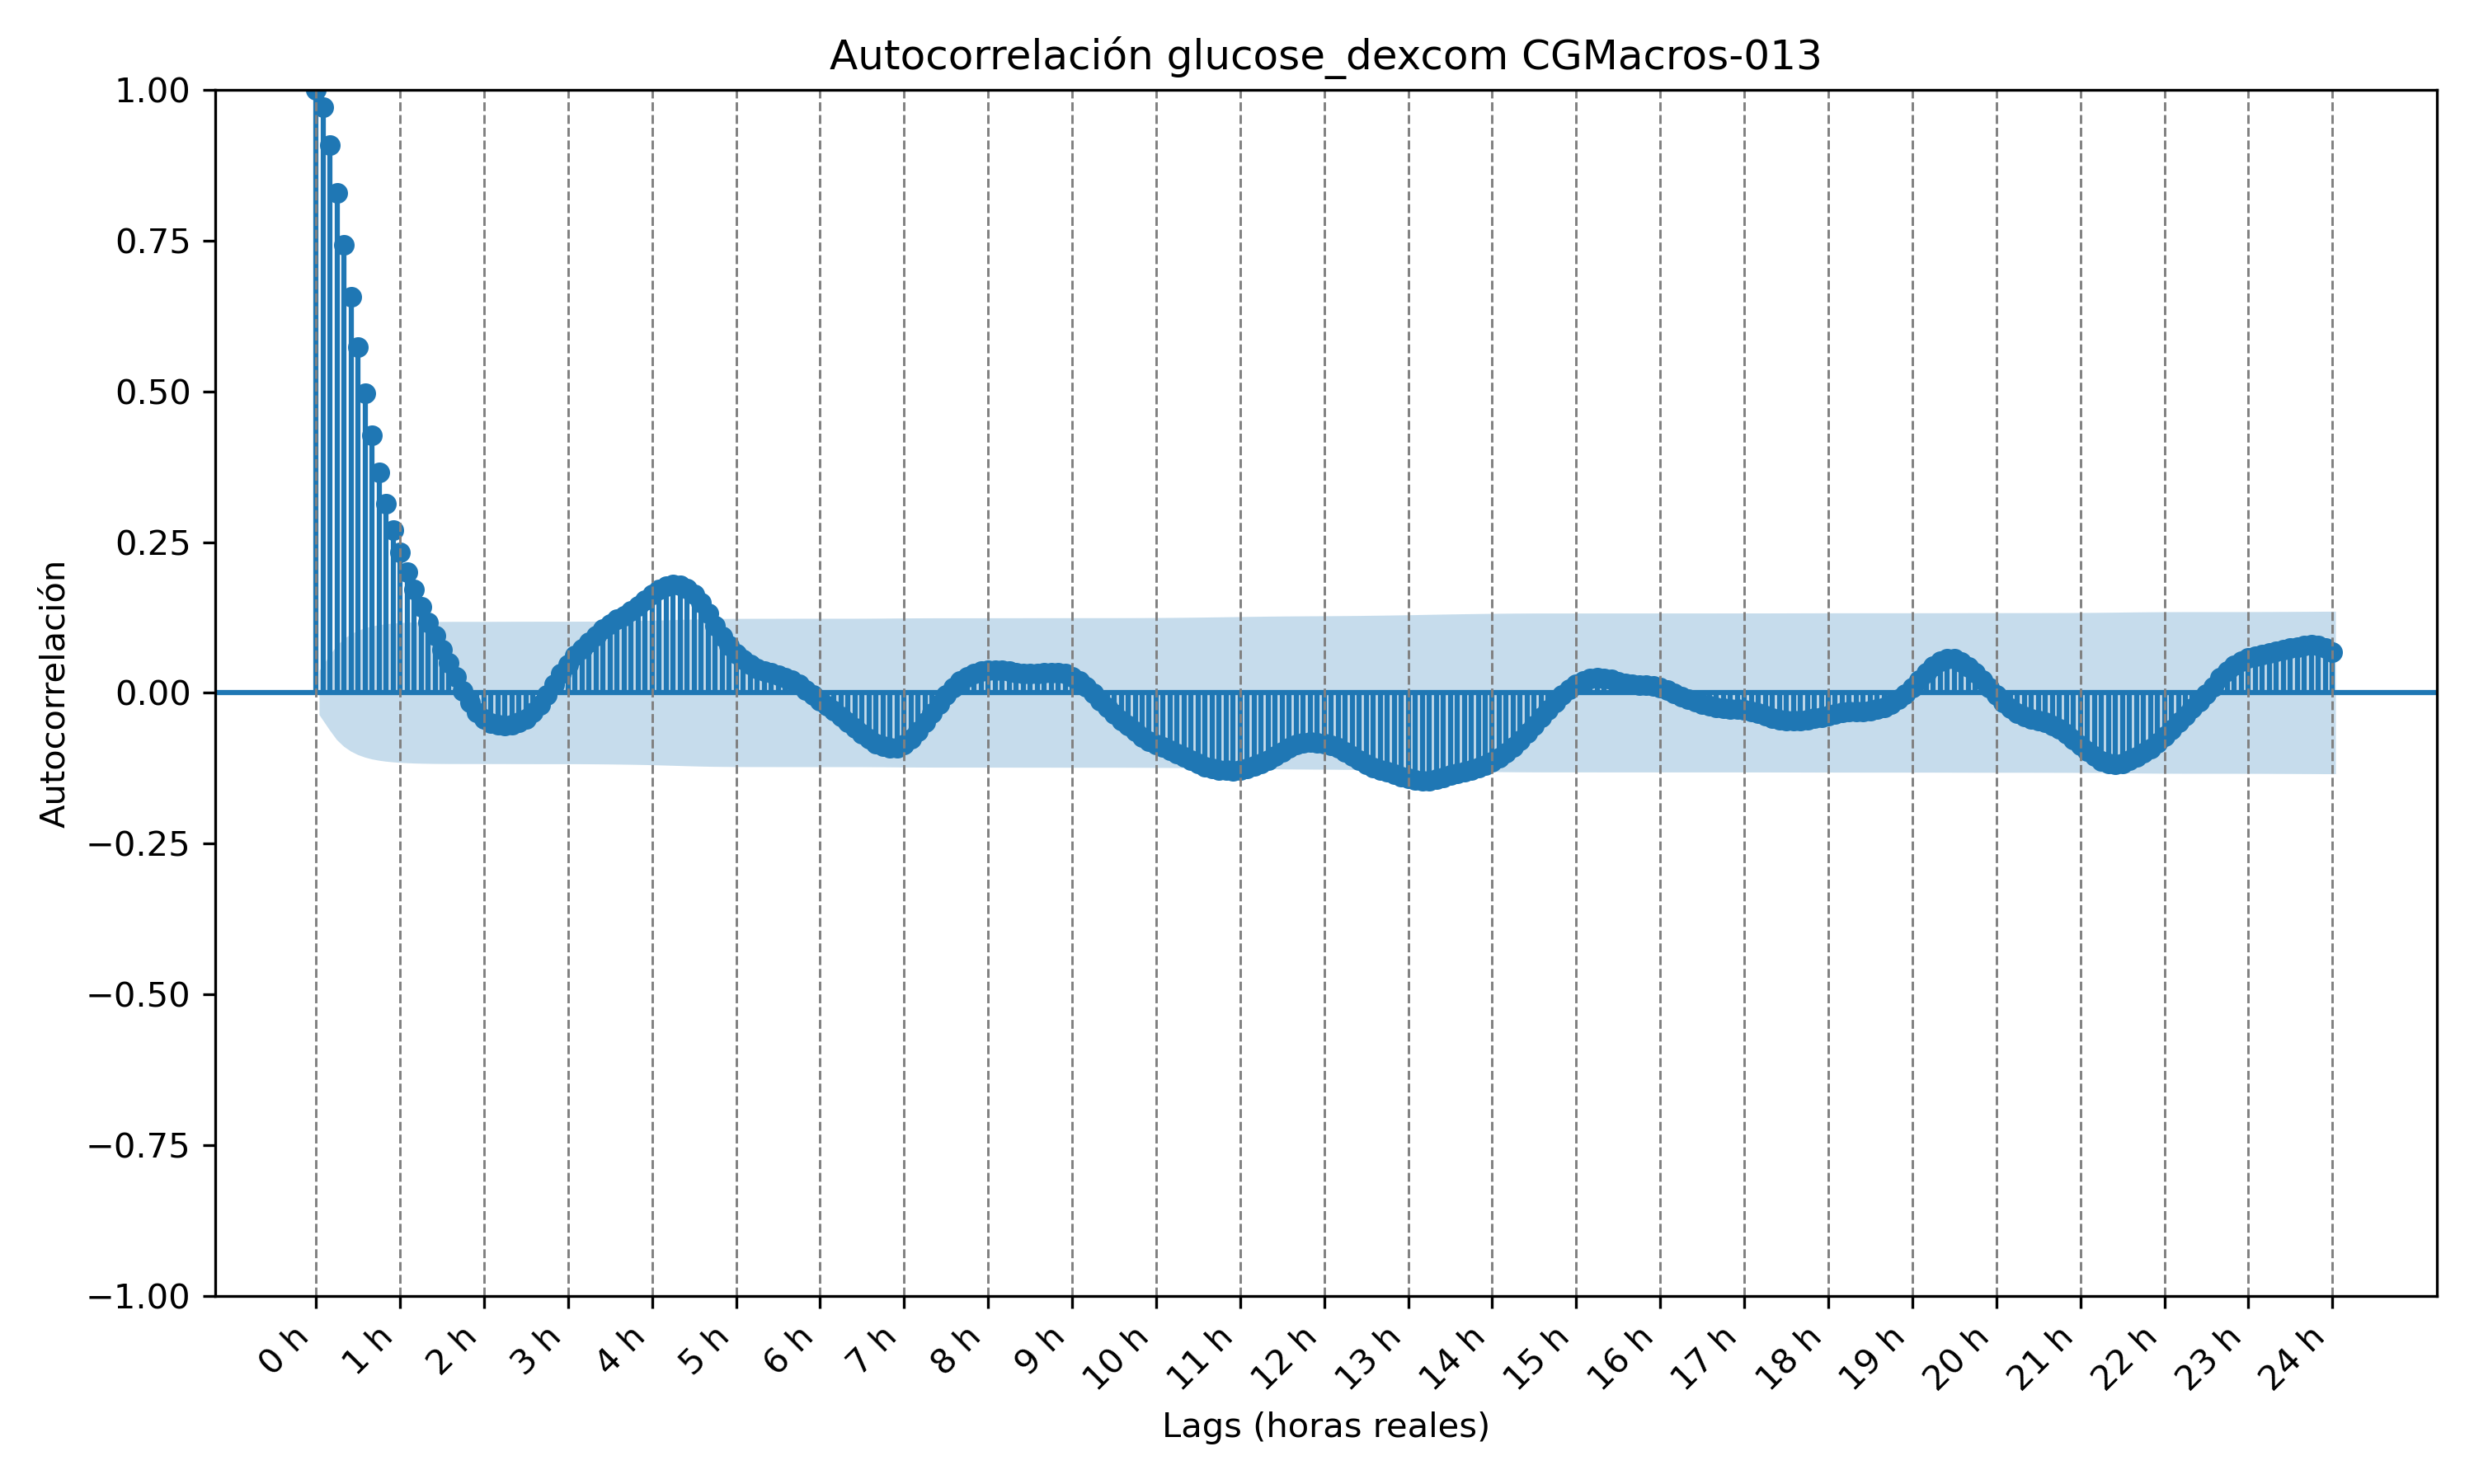 Autocorrelación glucose_dexcom CGMacros-013
1.00
0.75
0.50
0.25
0.00
−0.25
−0.50
−0.75
−1.00
Autocorrelación
0 h
1 h
2 h
3 h
4 h
5 h
6 h
7 h
8 h
9 h
10 h
11 h
12 h
13 h
14 h
15 h
16 h
17 h
18 h
19 h
20 h
21 h
22 h
23 h
24 h
Lags (horas reales)